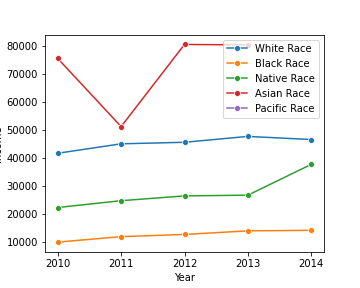 80000
70000
60000
50000
40000
30000
20000
10000
2010 2011 2012 2013 2014
Year
White Race
Black Race
Native Race
Asian Race
Pacific Race